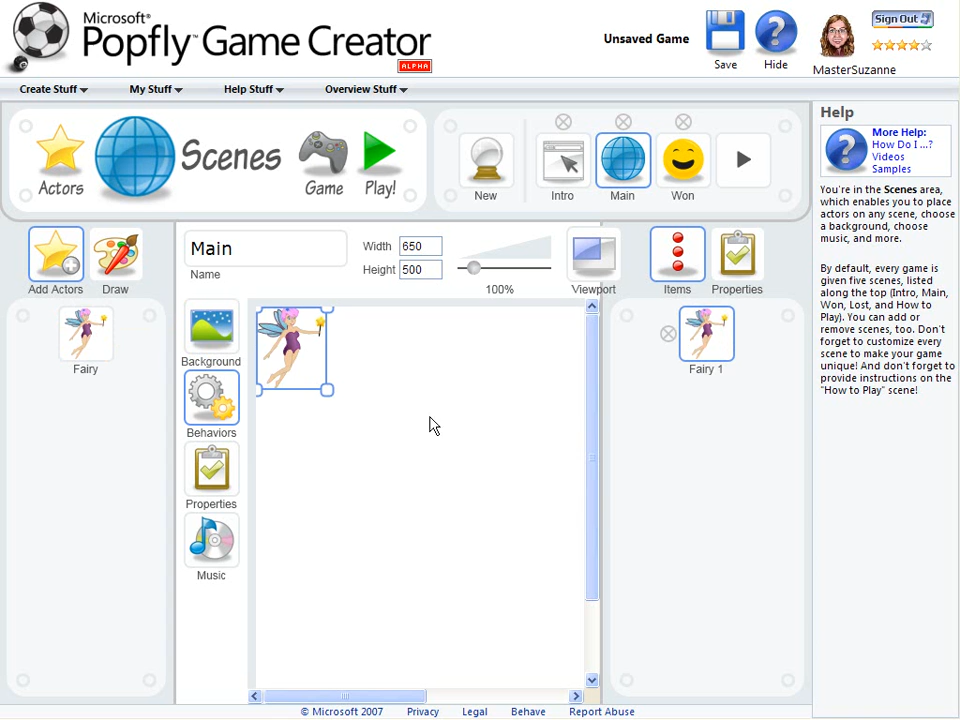 Microsoft®
Popfly™ Game Creator
ALPHA
Unsaved Game
Save
Hide
Sign Out
MasterSuzanne
Create Stuff
My Stuff
Help Stuff
Overview Stuff
Actors
Scenes
Game
Play!
New
Intro
Main
Won
Help
More Help:
How Do I ...?
Videos
Samples
You're in the Scenes area,
which enables you to place
actors on any scene, choose
a background, choose
music, and more.
By default, every game is
given five scenes, listed
along the top (Intro, Main,
Won, Lost, and How to
Play). You can add or
remove scenes, too. Don't
forget to customize every
scene to make your game
unique! And don't forget to
provide instructions on the
"How to Play" scene!
Add Actors
Draw
Main
Name
Width 650
Height 500
100%
Viewport
Items
Properties
Fairy
Background
Behaviors
Properties
Music
Fairy 1
© Microsoft 2007
Privacy
Legal
Behave
Report Abuse